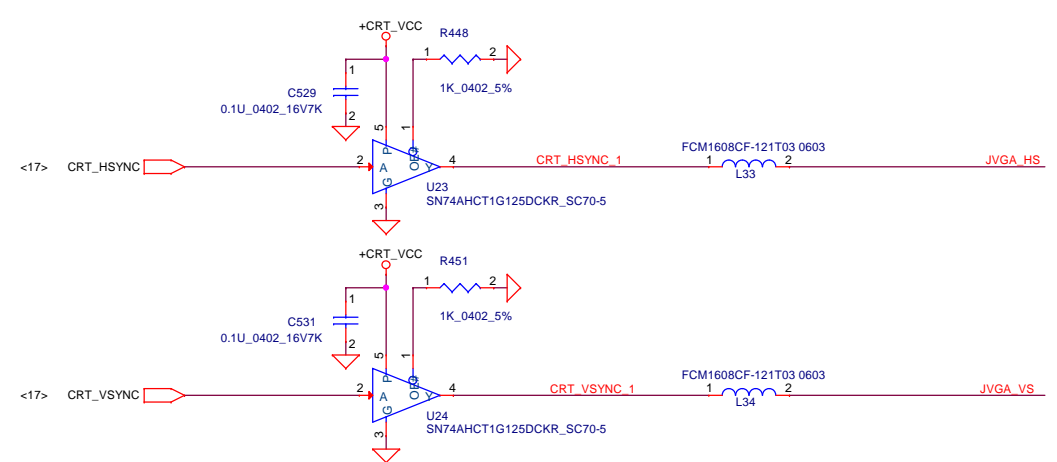 +CRT_VCC
R448
1 2
1
C529
1K_0402_5%
0.1U_0402_16V7K
2
5
1
P
OE#
FCM1608CF-121T03 0603
<17> CRT_HSYNC
2
A
Y
4
CRT_HSYNC_1
1
2
JVGA_HS
L33
G
U23
3
SN74AHCT1G125DCKR_SC70-5
+CRT_VCC
R451
1 2
1
C531
1K_0402_5%
0.1U_0402_16V7K
2
5
1
P
OE#
FCM1608CF-121T03 0603
<17> CRT_VSYNC
2
A
Y
4
CRT_VSYNC_1
1
2
JVGA_VS
L34
G
U24
3
SN74AHCT1G125DCKR_SC70-5